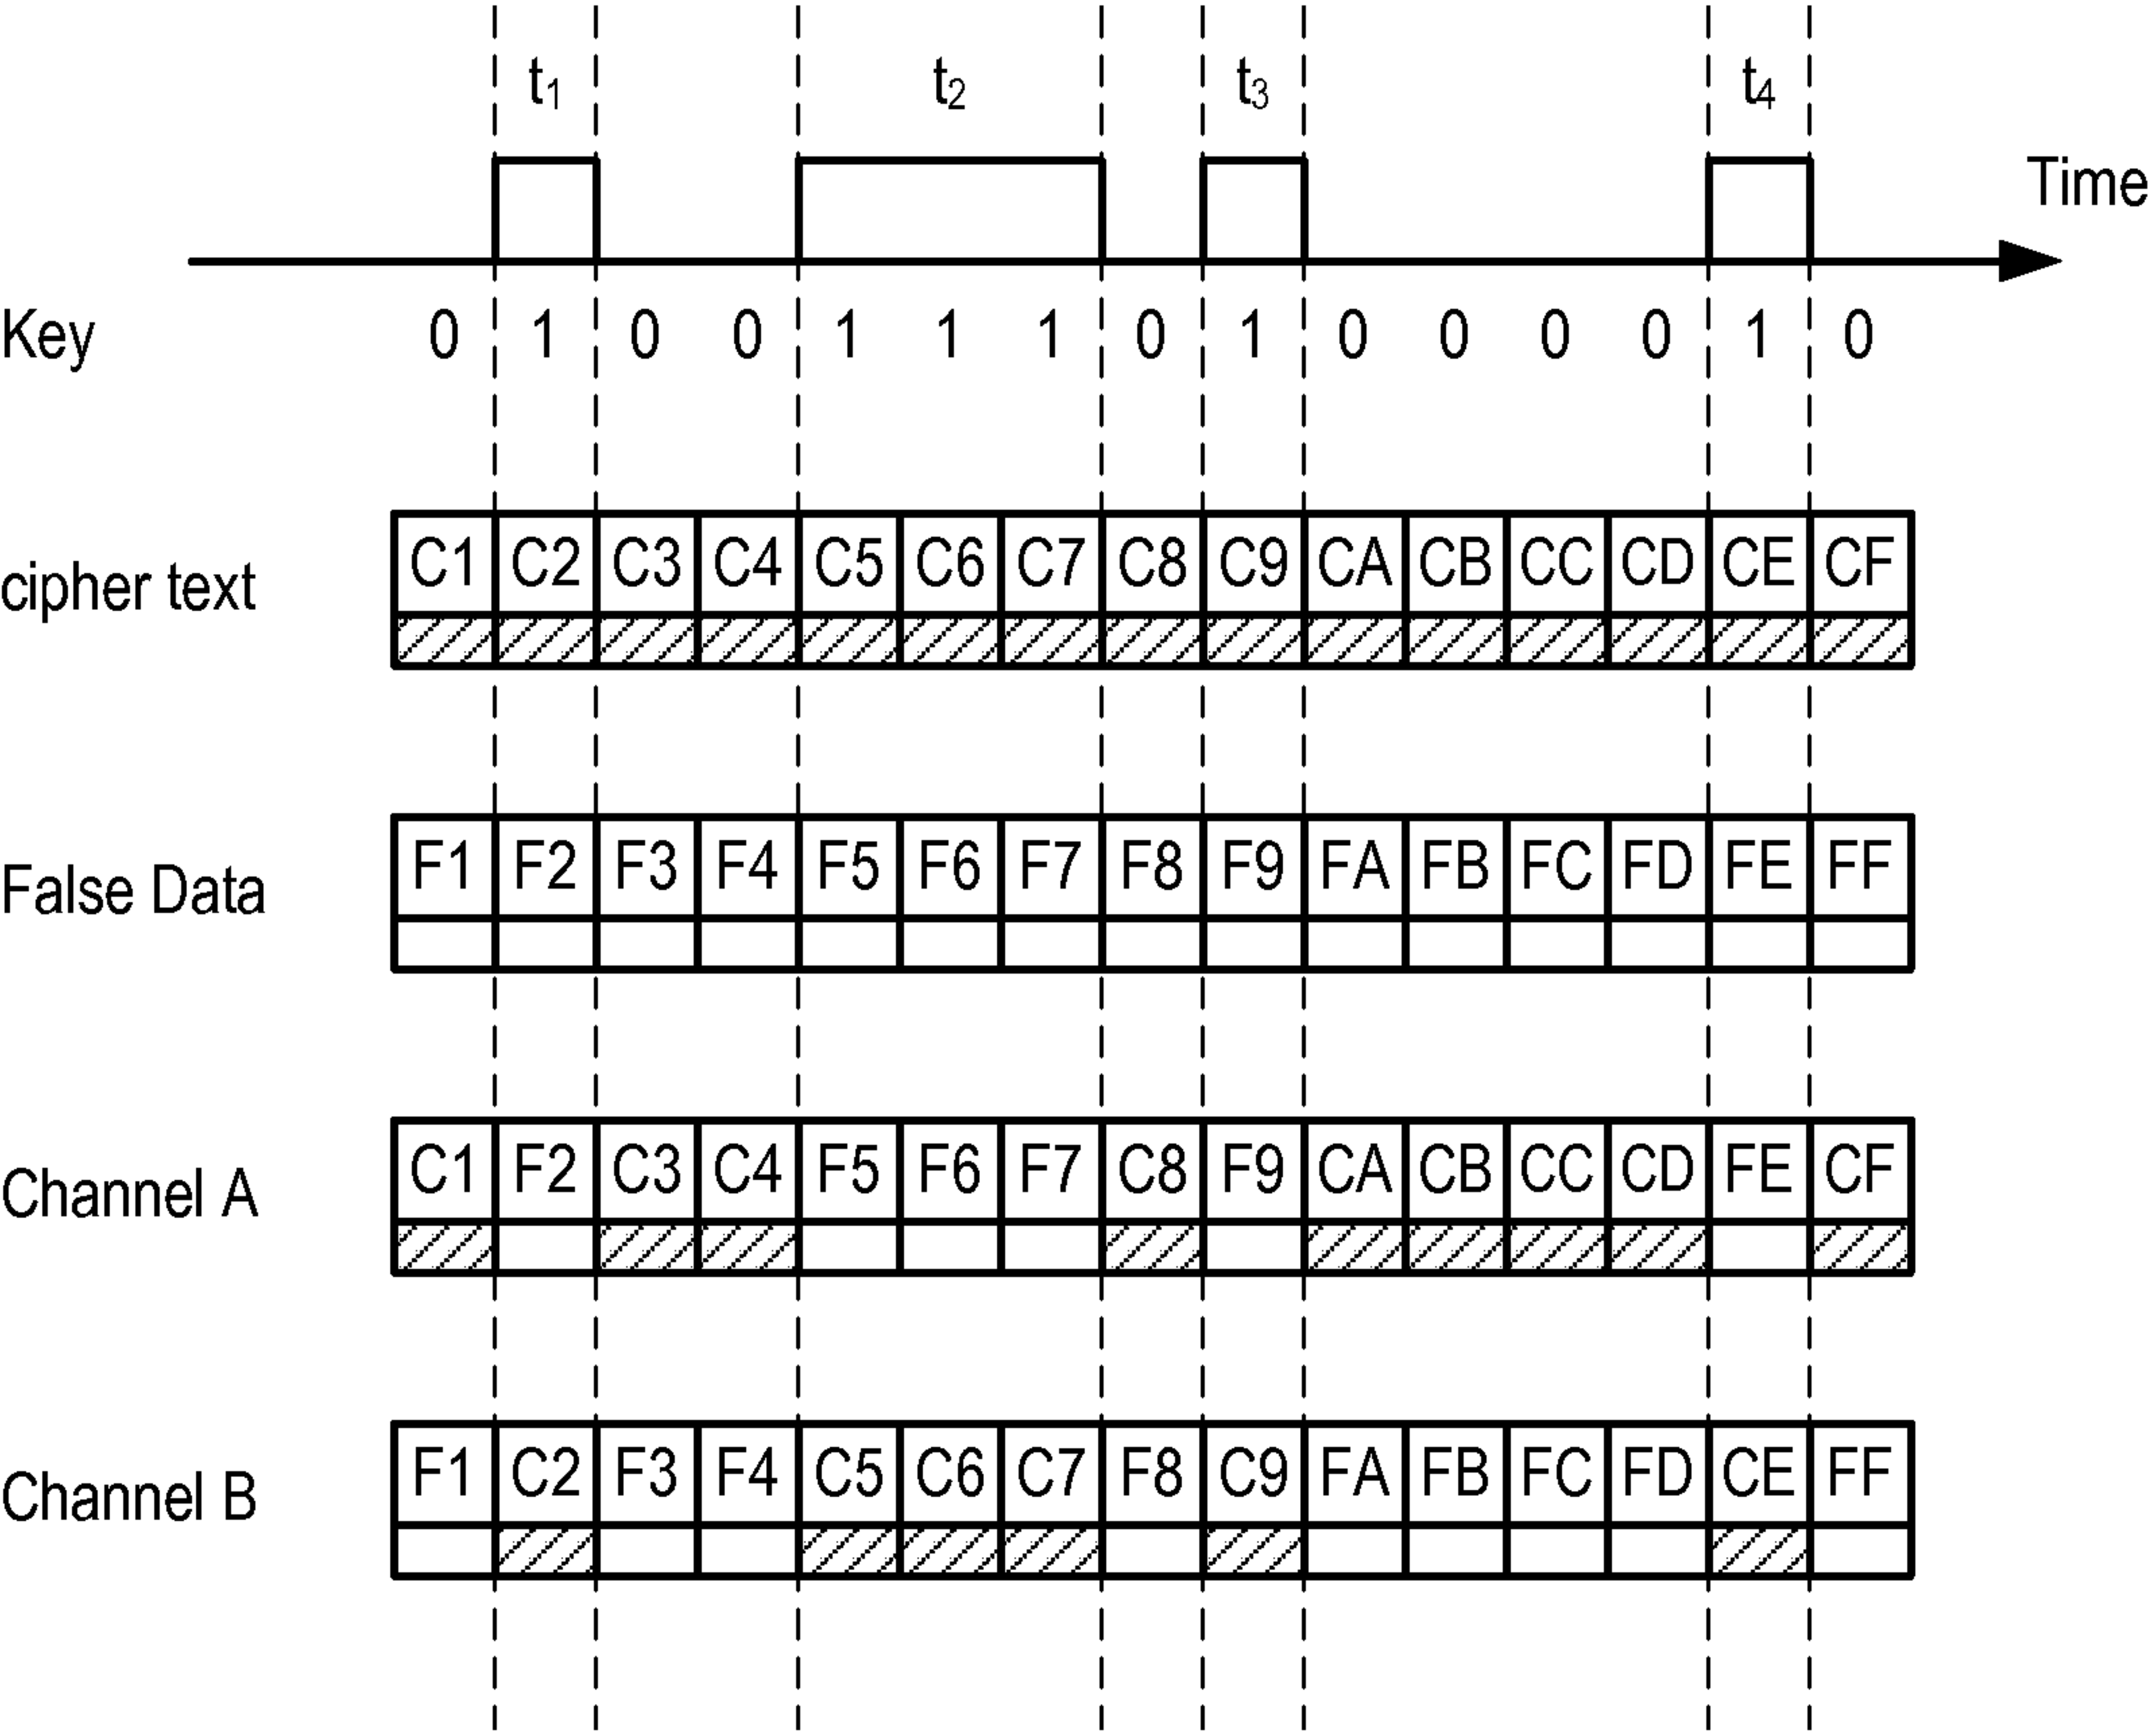 t1 t2 t3 t4
Time
Key 0 1 0 0 1 1 1 0 1 0 0 0 0 1 0
cipher text C1 C2 C3 C4 C5 C6 C7 C8 C9 CA CB CC CD CE CF
False Data F1 F2 F3 F4 F5 F6 F7 F8 F9 FA FB FC FD FE FF
Channel A C1 F2 C3 C4 F5 F6 F7 C8 F9 CA CB CC CD FE CF
Channel B F1 C2 F3 F4 C5 C6 C7 F8 C9 FA FB FC FD CE FF